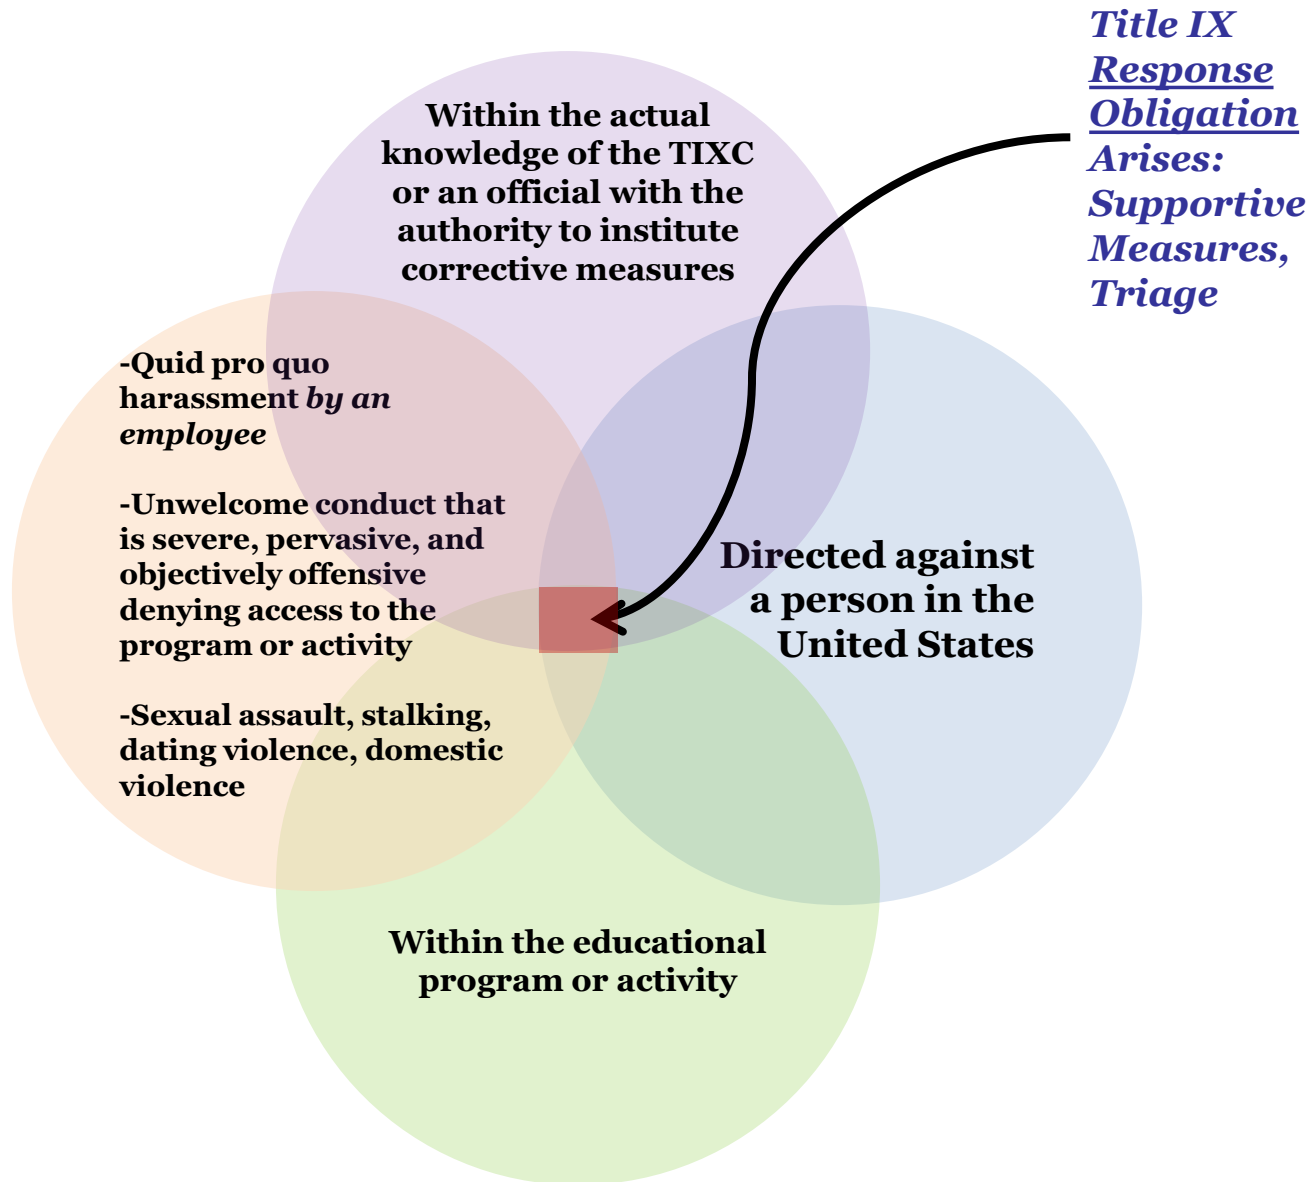 Title IX
Response
Obligation
Arises:
Supportive
Measures,
Triage
Within the actual
knowledge of the TIXC
or an official with the
authority to institute
corrective measures
-Quid pro quo
harassment by an
employee
-Unwelcome conduct that
is severe, pervasive, and
objectively offensive
denying access to the
program or activity
-Sexual assault, stalking,
dating violence, domestic
violence
Directed against
a person in the
United States
Within the educational
program or activity